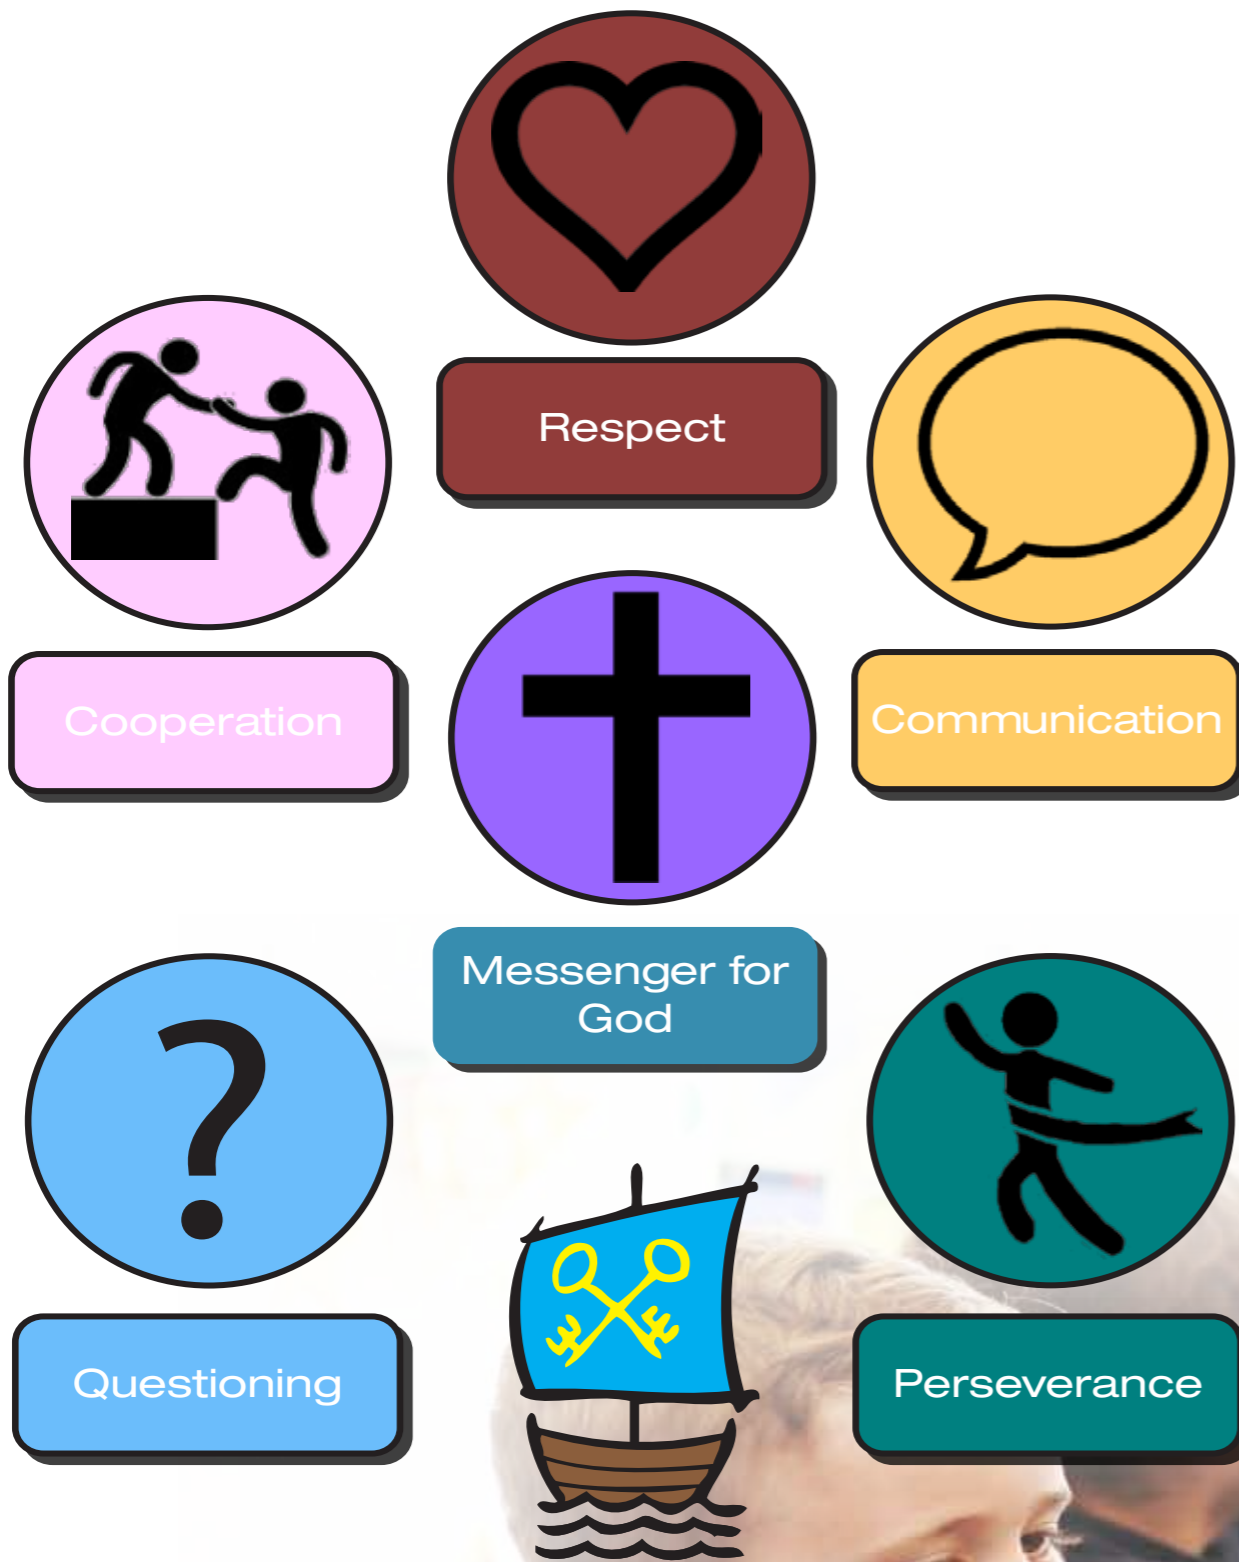 Respect
Cooperation
Communication
Messenger for
God
?
Questioning
Perseverance